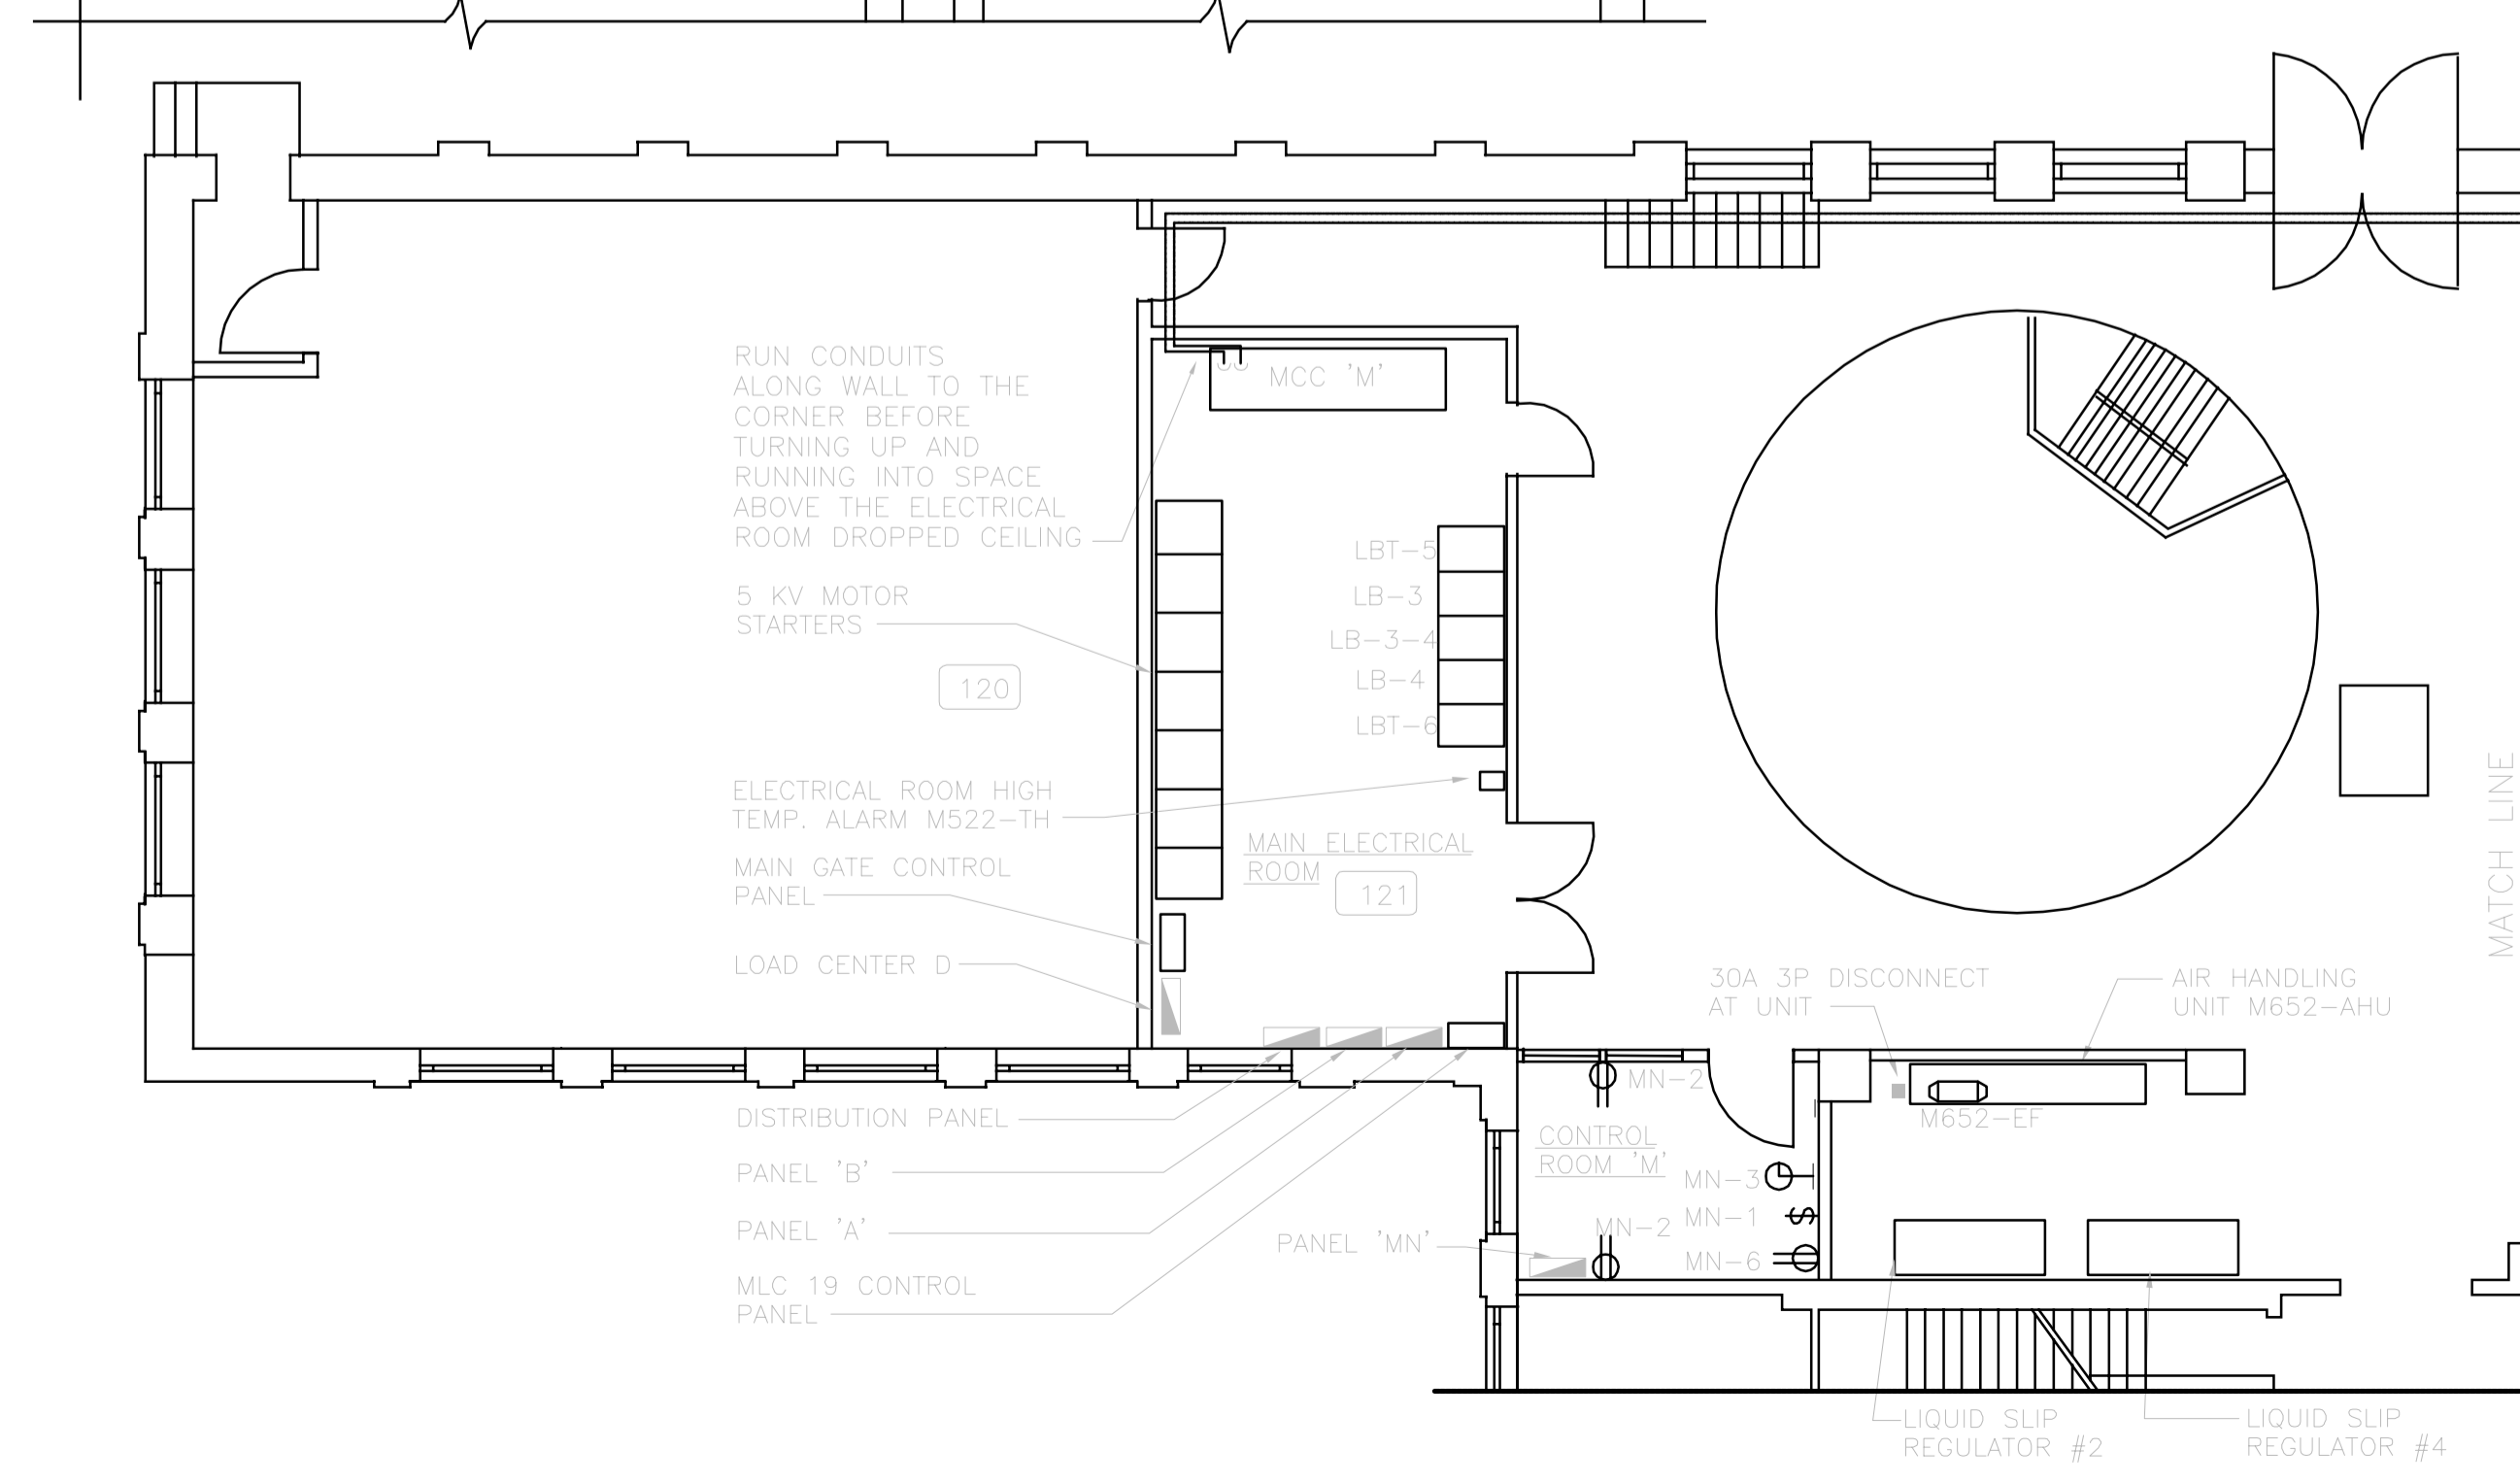 RUN CONDUITS
ALONG WALL TO THE
CORNER BEFORE
TURNING UP AND
RUNNING INTO SPACE
ABOVE THE ELECTRICAL
ROOM DROPPED CEILING
MCC 'M'
5 KV MOTOR
STARTERS
120
LBT-5
LB-3
LB-3-4
LB-4
LBT-6
ELECTRICAL ROOM HIGH
TEMP. ALARM M522-TH
MAIN GATE CONTROL
PANEL
LOAD CENTER D
MAIN ELECTRICAL
ROOM
121
MATCH LINE
30A 3P DISCONNECT
AT UNIT
AIR HANDLING
UNIT M652-AHU
MN-2
M652-EF
DISTRIBUTION PANEL
CONTROL
ROOM 'M'
PANEL 'B'
MN-3
PANEL 'A'
MN-2
MN-1
$
PANEL 'MN'
MN-6
MLC 19 CONTROL
PANEL
LIQUID SLIP
REGULATOR #2
LIQUID SLIP
REGULATOR #4